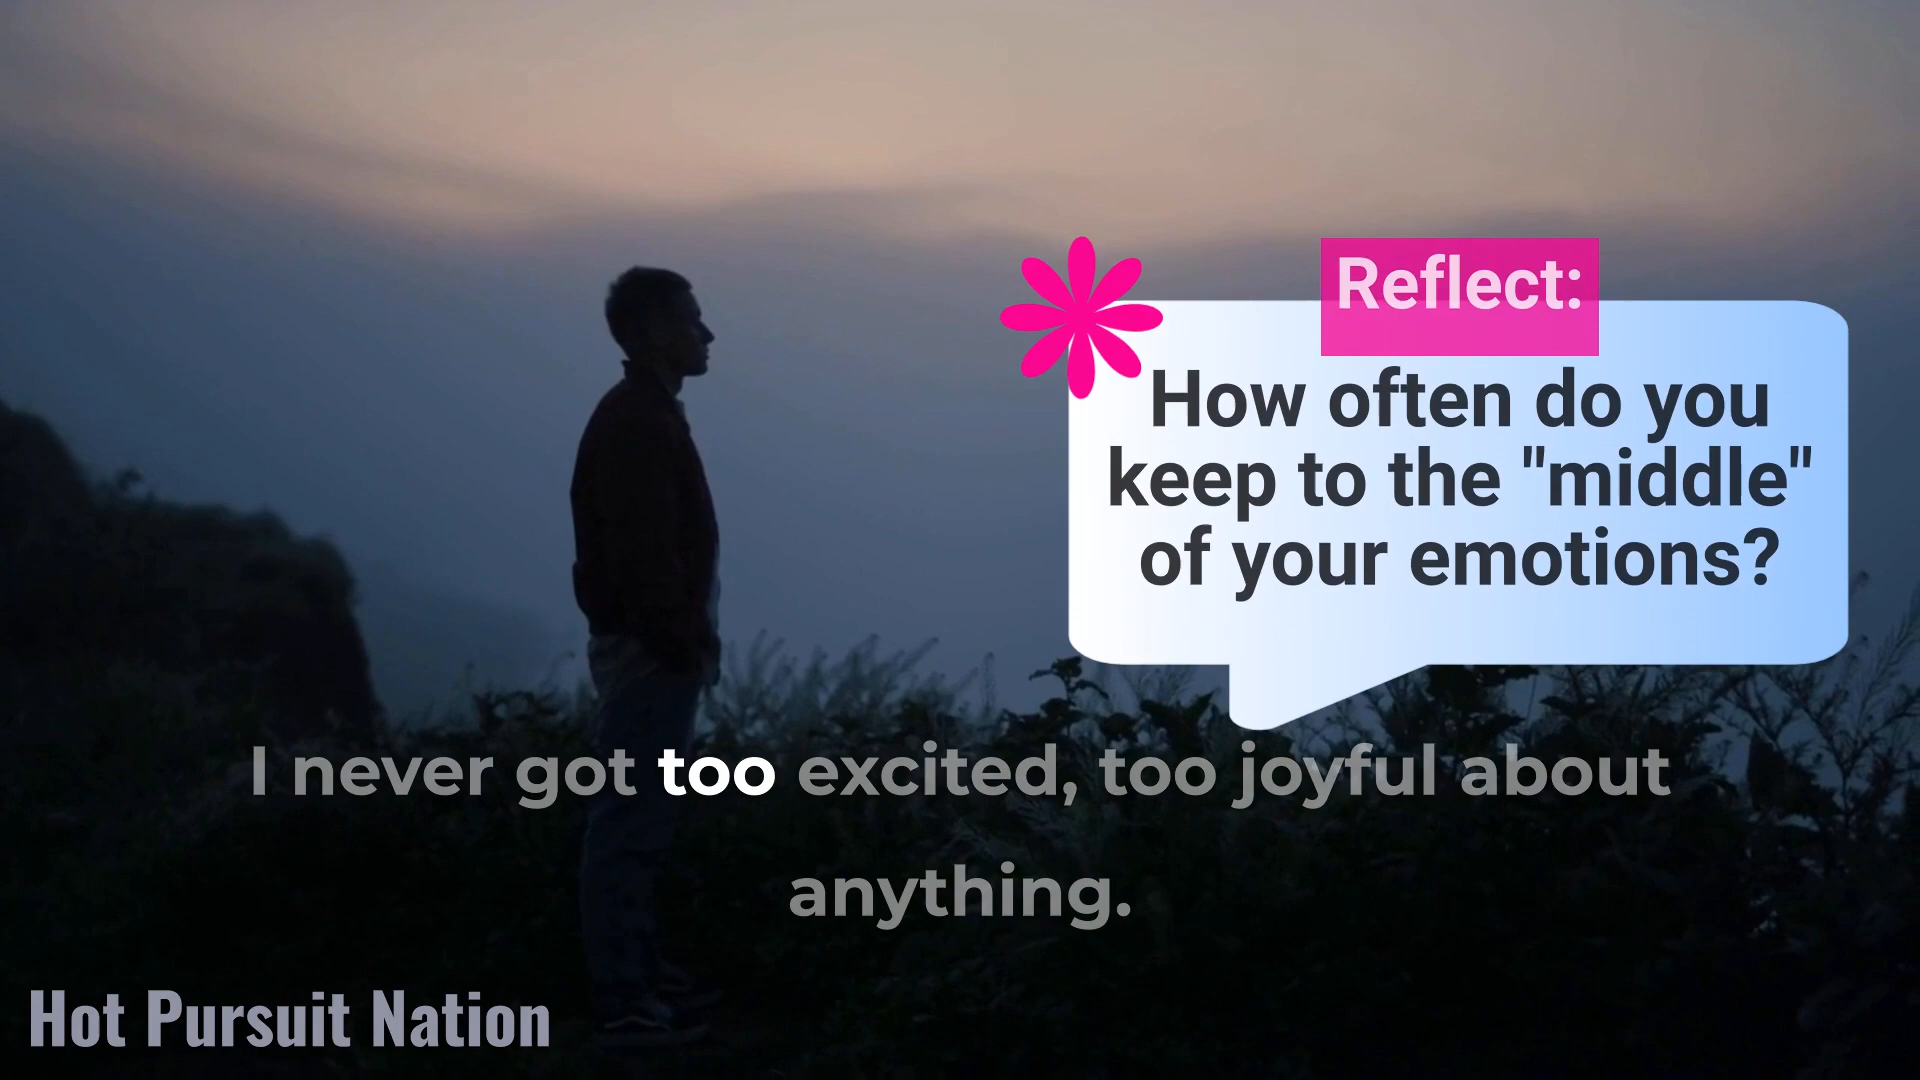 Reflect:
How often do you
keep to the "middle"
of your emotions?
I never got too excited, too joyful about
anything.
Hot Pursuit Nation